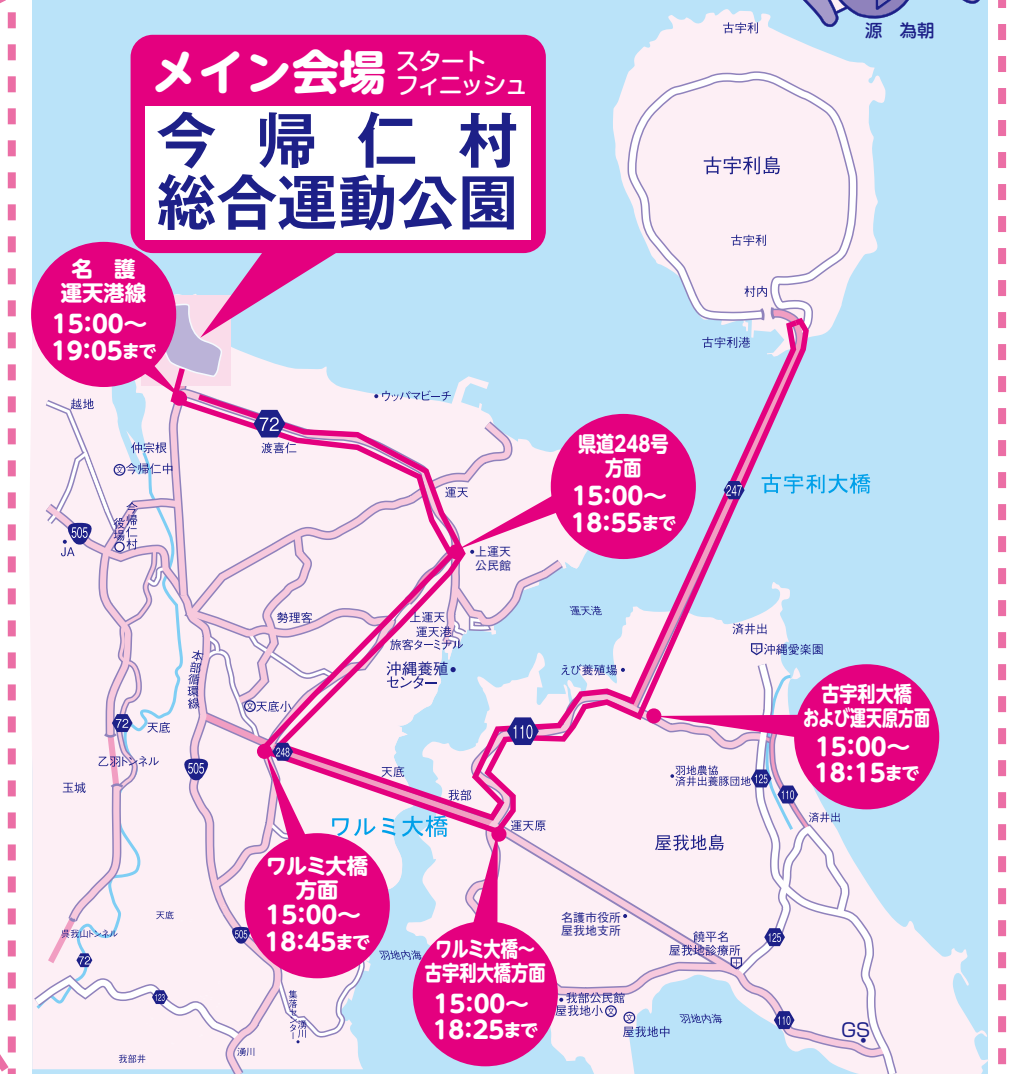 源 為朝
古宇利
メイン会場 スタート
フィニッシュ
今帰仁村
総合運動公園
古宇利島
古宇利
村内
古宇利港
名護
運天港線
15:00〜
19:05まで
越地
ウッパマビーチ
72
渡喜仁
仲宗根
今帰仁中
文
県道248号
方面
15:00〜
18:55まで
247
古宇利大橋
運天
505
JA
今帰仁村
役場
上運天
公民館
運天港
勢理客
上運天
運天港
旅客ターミナル
沖縄養殖
センター
えび養殖場
済井出
沖縄愛楽園
本部循環線
文
天底小
72
天底
乙羽トンネル
505
248
110
古宇利大橋
および運天原方面
15:00〜
18:15まで
玉城
天底
我部
羽地農協
済井出養豚団地
125
110
済井出
ワルミ大橋
運天原
屋我地島
ワルミ大橋
方面
15:00〜
18:45まで
天底
呉我山トンネル
72
505
羽地内海
ワルミ大橋〜
古宇利大橋方面
15:00〜
18:25まで
名護市役所
屋我地支所
饒平名
屋我地診療所
125
123
集落センター
湧川
我部公民館
屋我地小
文
文
屋我地中
羽地内海
110
GS
我部井
湧川